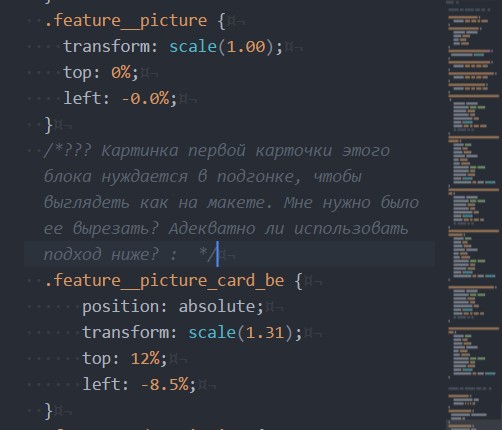 .feature__picture {
transform: scale(1.00);
top: 0%;
left: -0.0%;
}
/*??? Картинка первой карточки этого
блока нуждается в подгонке, чтобы
выглядеть как на макете. Мне нужно было
ее вырезать? Адекватно ли использовать
подход ниже? :  */
.feature__picture_card_be {
position: absolute;
transform: scale(1.31);
top: 12%;
left: -8.5%;
}